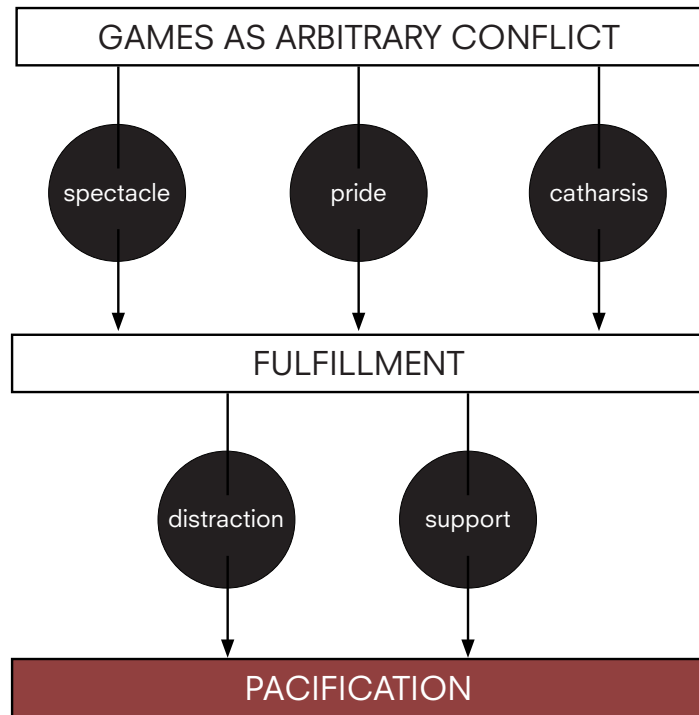 GAMES AS ARBITRARY CONFLICT
spectacle
pride
catharsis
FULFILLMENT
distraction
support
PACIFICATION